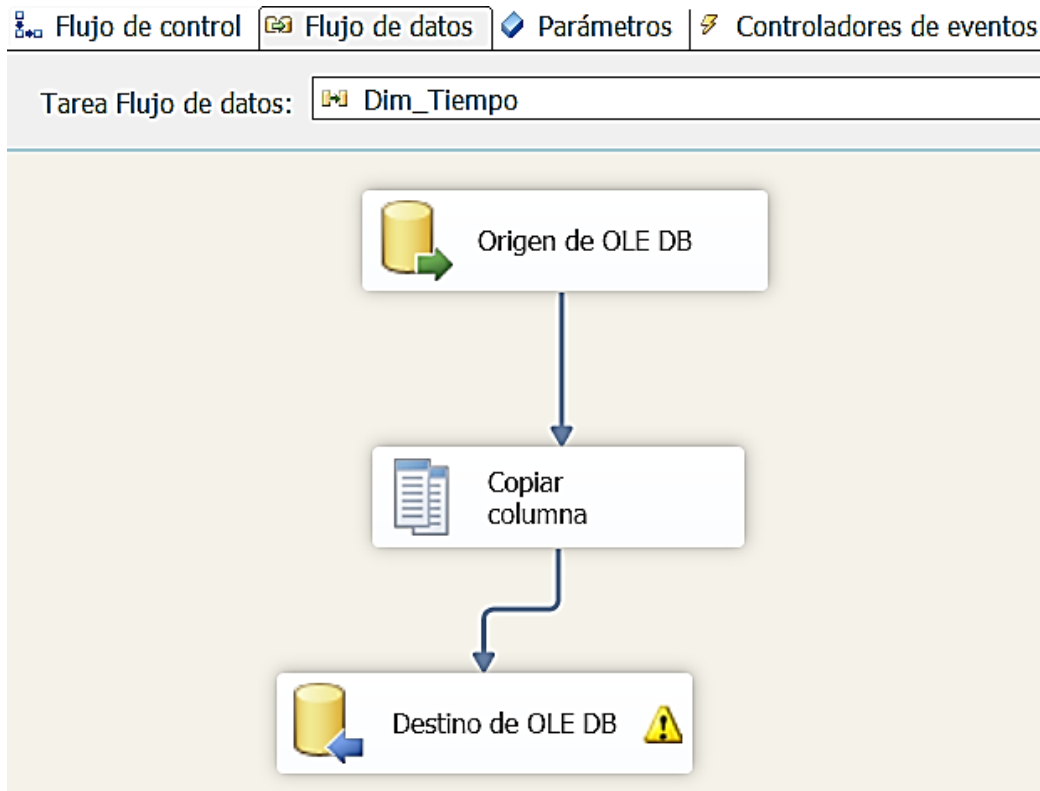 Flujo de control Flujo de datos Parámetros Controladores de eventos
Tarea Flujo de datos: Dim_Tiempo
Origen de OLE DB
Copiar
columna
Destino de OLE DB